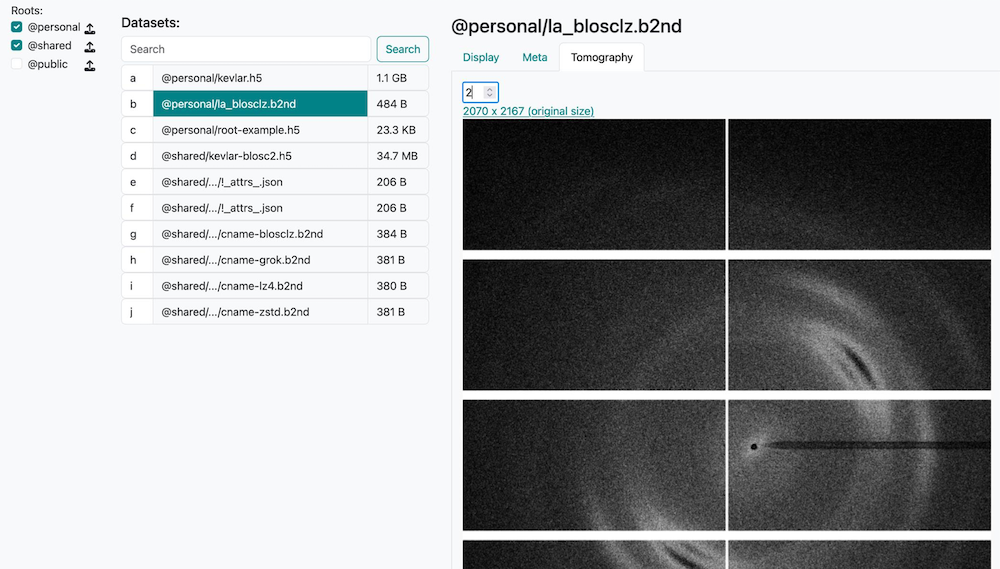 Roots:
@personal
@shared
@public
Datasets:
Search Search
a @personal/kevlar.h5 1.1 GB
b @personal/la_blosclz.b2nd 484 B
c @personal/root-example.h5 23.3 KB
d @shared/kevlar-blosc2.h5 34.7 MB
e @shared/.../!_attrs_.json 206 B
f @shared/.../!_attrs_.json 206 B
g @shared/.../cname-blosclz.b2nd 384 B
h @shared/.../cname-grok.b2nd 381 B
i @shared/.../cname-lz4.b2nd 380 B
j @shared/.../cname-zstd.b2nd 381 B
@personal/la_blosclz.b2nd
Display Meta Tomography
2
2070 x 2167 (original size)